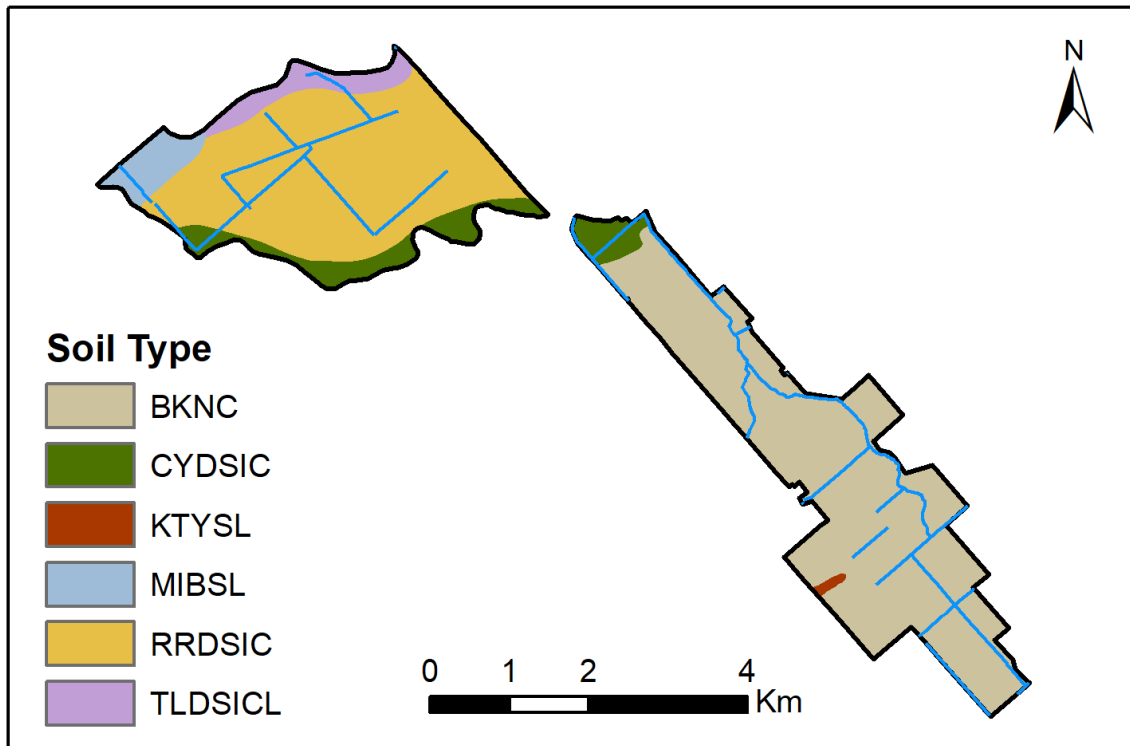 N
Soil Type
BKNC
CYDSIC
KTYSL
MIBSL
RRDSIC
TLDSICL
0 1 2 4
Km